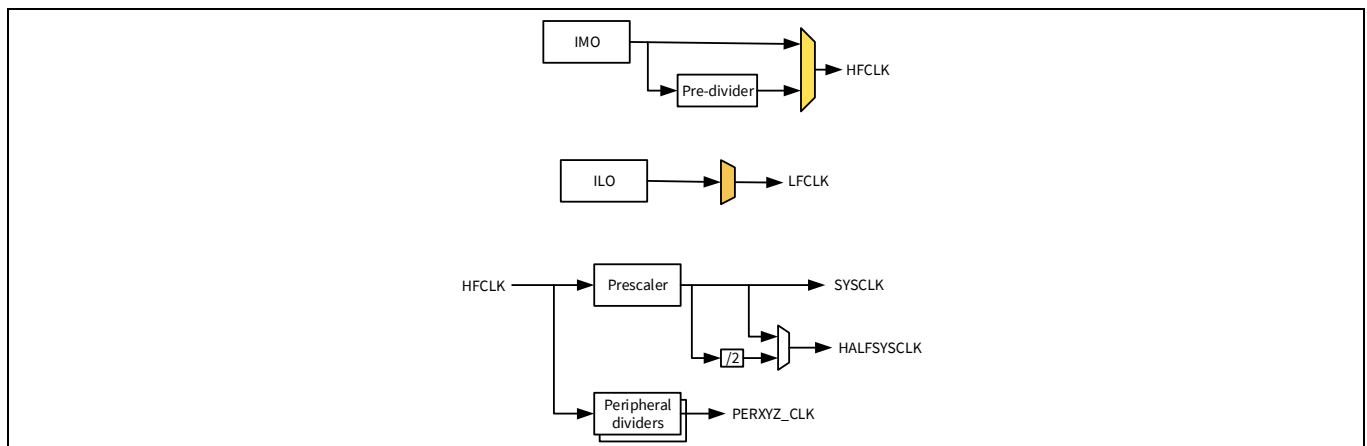 IMO
HFCLK
Pre-divider
ILO
LFCLK
HFCLK
Prescaler
SYSCLK
/2
HALFSYSCLK
Peripheral
dividers
PERXYZ_CLK